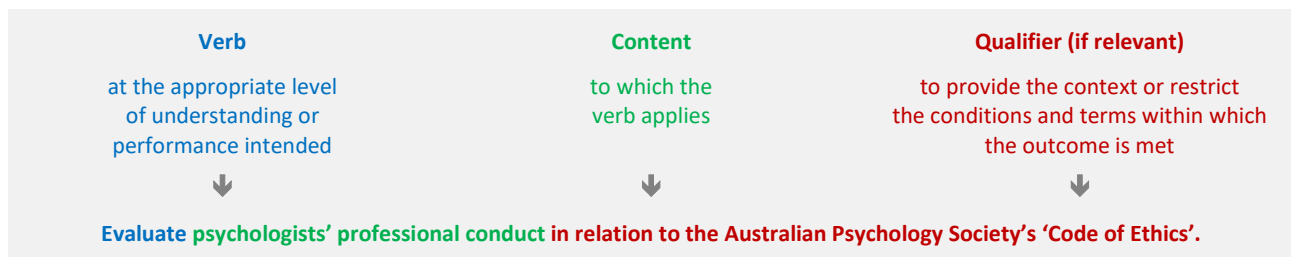 Verb
at the appropriate level
of understanding or
performance intended
Content
to which the
verb applies
Qualifier (if relevant)
to provide the context or restrict
the conditions and terms within which
the outcome is met
Evaluate psychologists’ professional conduct in relation to the Australian Psychology Society’s ‘Code of Ethics’.